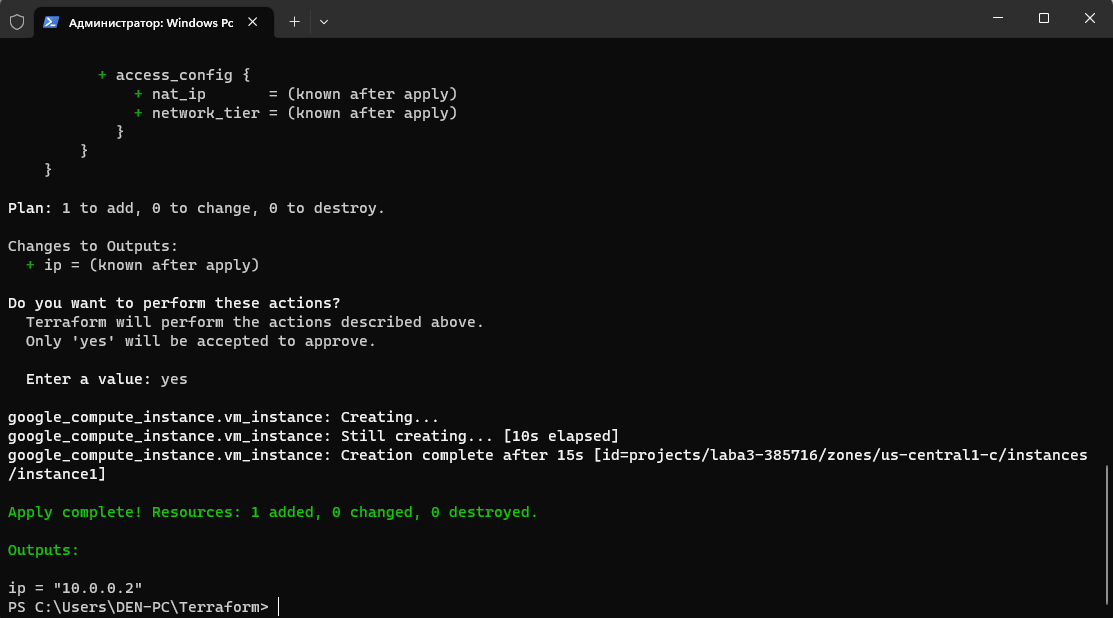 Администратор: Windows Pc
+ access_config {
+ nat_ip       = (known after apply)
+ network_tier = (known after apply)
}
}
}
Plan: 1 to add, 0 to change, 0 to destroy.
Changes to Outputs:
+ ip = (known after apply)
Do you want to perform these actions?
Terraform will perform the actions described above.
Only 'yes' will be accepted to approve.
Enter a value: yes
google_compute_instance.vm_instance: Creating...
google_compute_instance.vm_instance: Still creating... [10s elapsed]
google_compute_instance.vm_instance: Creation complete after 15s [id=projects/laba3-385716/zones/us-central1-c/instances
/instance1]
Apply complete! Resources: 1 added, 0 changed, 0 destroyed.
Outputs:
ip = "10.0.0.2"
PS C:\Users\DEN-PC\Terraform>